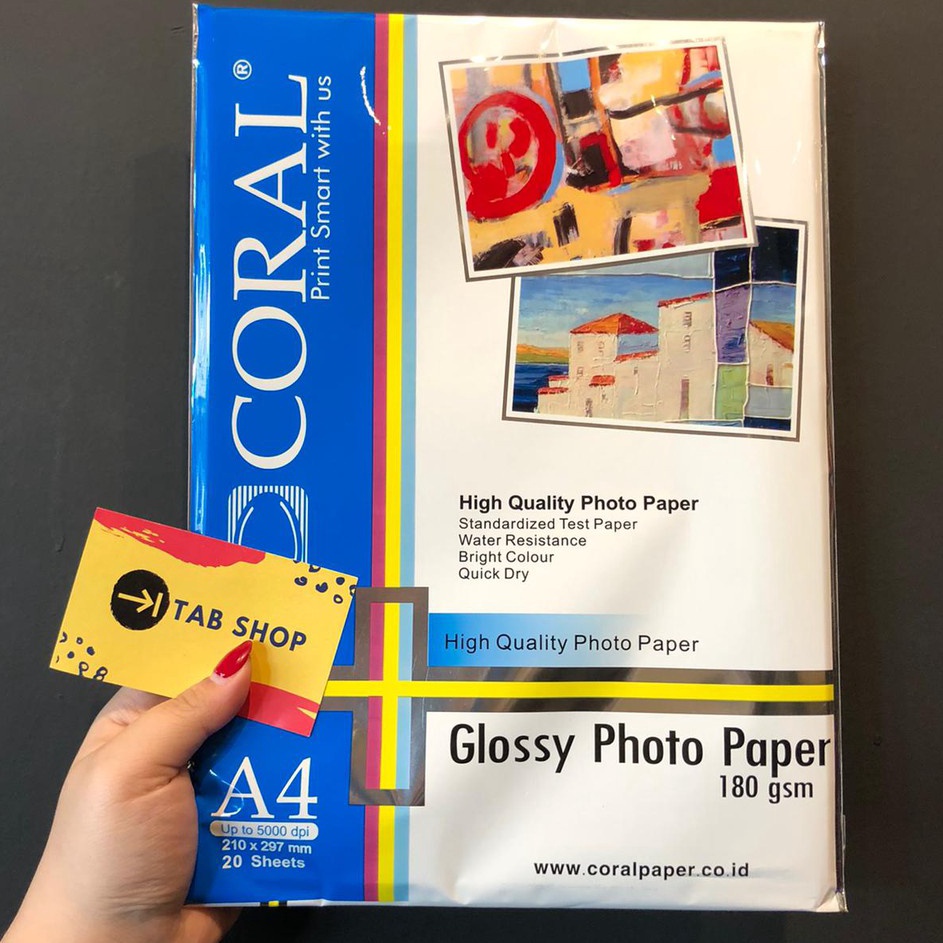 CORAL®
Print Smart with us
High Quality Photo Paper
Standardized Test Paper
Water Resistance
Bright Colour
Quick Dry
TAB SHOP
High Quality Photo Paper
Glossy Photo Paper
180 gsm
A4
Up to 5000 dpi
210 x 297 mm
20 Sheets
www.coralpaper.co.id